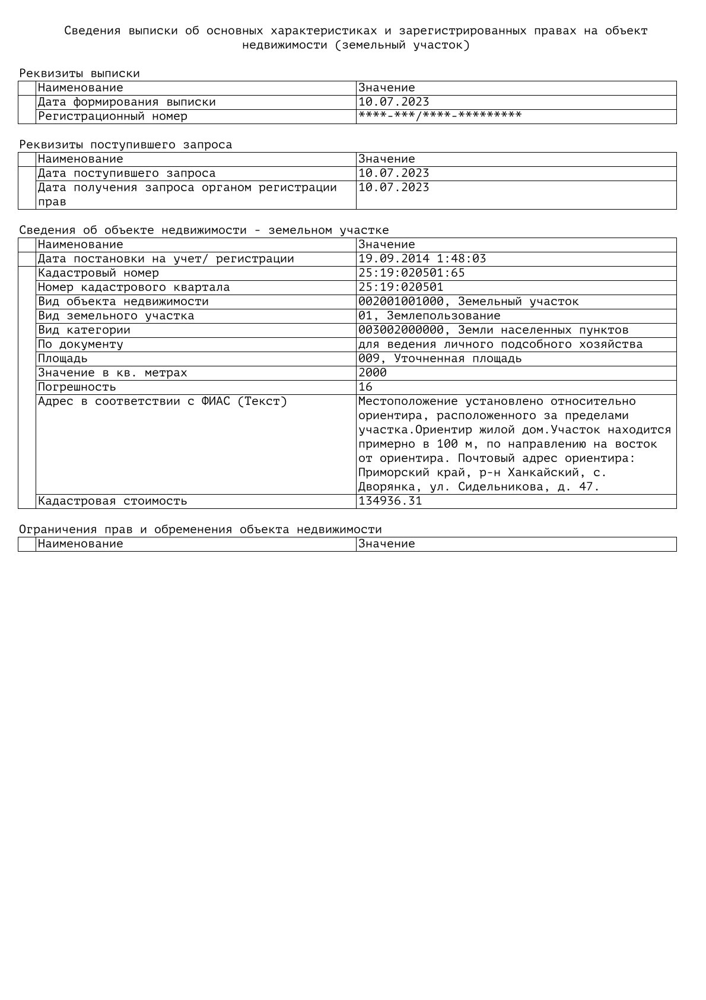 Сведения выписки об основных характеристиках и зарегистрированных правах на объект
недвижимости (земельный участок)
Реквизиты выписки
Наименование Значение
Дата формирования выписки 10.07.2023
Регистрационный номер ****-***/****-*********
Реквизиты поступившего запроса
Наименование Значение
Дата поступившего запроса 10.07.2023
Дата получения запроса органом регистрации 10.07.2023
прав
Сведения об объекте недвижимости - земельном участке
Наименование Значение
Дата постановки на учет/ регистрации 19.09.2014 1:48:03
Кадастровый номер 25:19:020501:65
Номер кадастрового квартала 25:19:020501
Вид объекта недвижимости 002001001000, Земельный участок
Вид земельного участка 01, Землепользование
Вид категории 003002000000, Земли населенных пунктов
По документу для ведения личного подсобного хозяйства
Площадь 009, Уточненная площадь
Значение в кв. метрах 2000
Погрешность 16
Адрес в соответствии с ФИАС (Текст) Местоположение установлено относительно
ориентира, расположенного за пределами
участка.Ориентир жилой дом.Участок находится
примерно в 100 м, по направлению на восток
от ориентира. Почтовый адрес ориентира:
Приморский край, р-н Ханкайский, с.
Дворянка, ул. Сидельникова, д. 47.
Кадастровая стоимость 134936.31
Ограничения прав и обременения объекта недвижимости
Наименование Значение